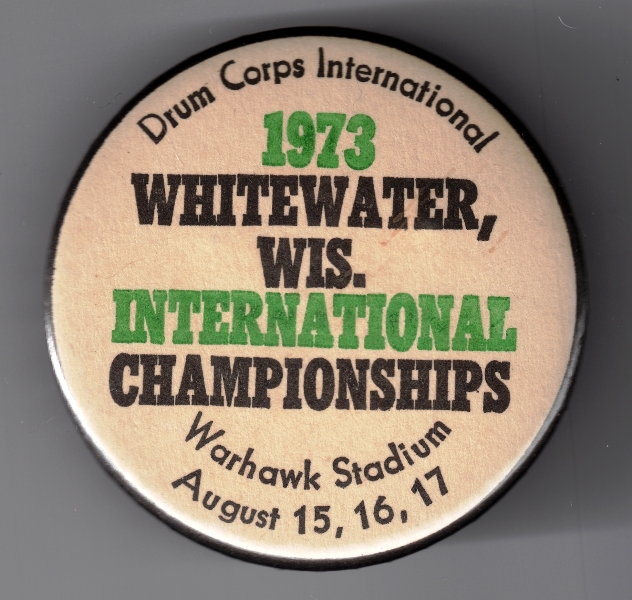 Drum Corps International
1973
WHITEWATER,
WIS.
INTERNATIONAL
CHAMPIONSHIPS
Warhawk Stadium
August 15, 16, 17